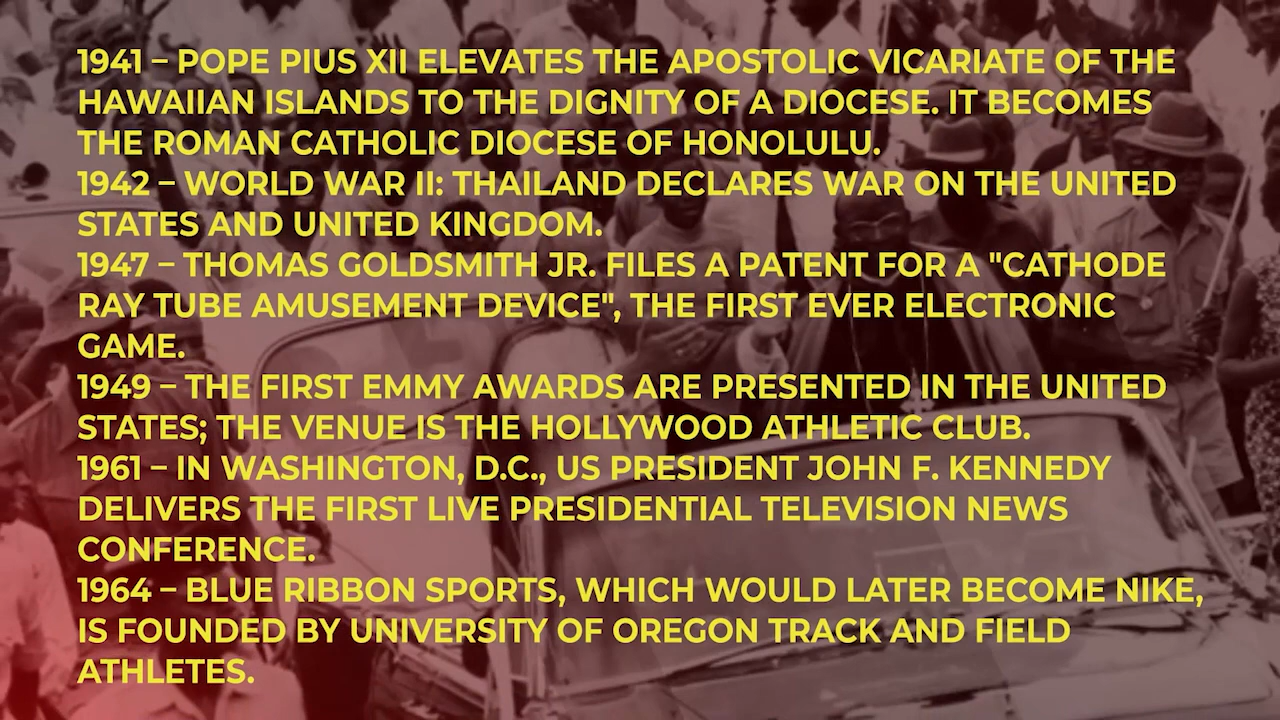 1941 – POPE PIUS XII ELEVATES THE APOSTOLIC VICARIATE OF THE
HAWAIIAN ISLANDS TO THE DIGNITY OF A DIOCESE. IT BECOMES
THE ROMAN CATHOLIC DIOCESE OF HONOLULU.
1942 – WORLD WAR II: THAILAND DECLARES WAR ON THE UNITED
STATES AND UNITED KINGDOM.
1947 – THOMAS GOLDSMITH JR. FILES A PATENT FOR A "CATHODE
RAY TUBE AMUSEMENT DEVICE", THE FIRST EVER ELECTRONIC
GAME.
1949 – THE FIRST EMMY AWARDS ARE PRESENTED IN THE UNITED
STATES; THE VENUE IS THE HOLLYWOOD ATHLETIC CLUB.
1961 – IN WASHINGTON, D.C., US PRESIDENT JOHN F. KENNEDY
DELIVERS THE FIRST LIVE PRESIDENTIAL TELEVISION NEWS
CONFERENCE.
1964 – BLUE RIBBON SPORTS, WHICH WOULD LATER BECOME NIKE,
IS FOUNDED BY UNIVERSITY OF OREGON TRACK AND FIELD
ATHLETES.